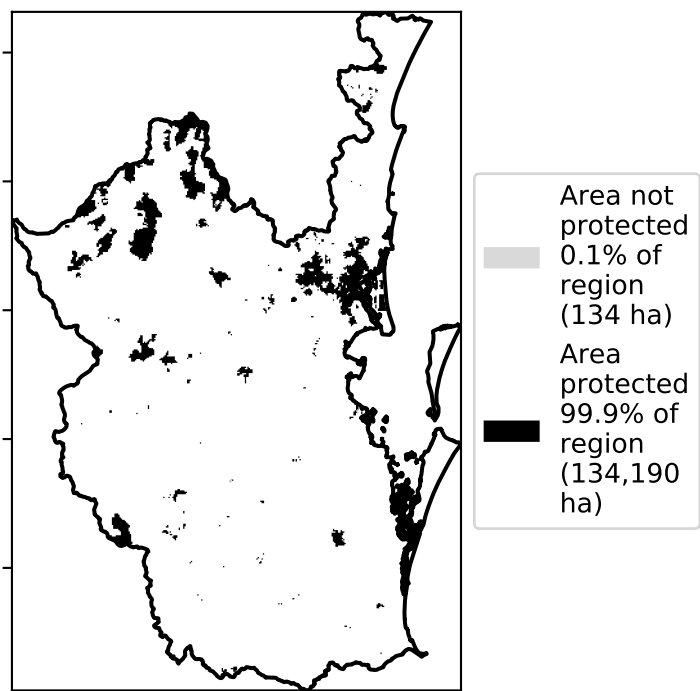 Area not
protected
0.1% of
region
(134 ha)
Area
protected
99.9% of
region
(134,190
ha)